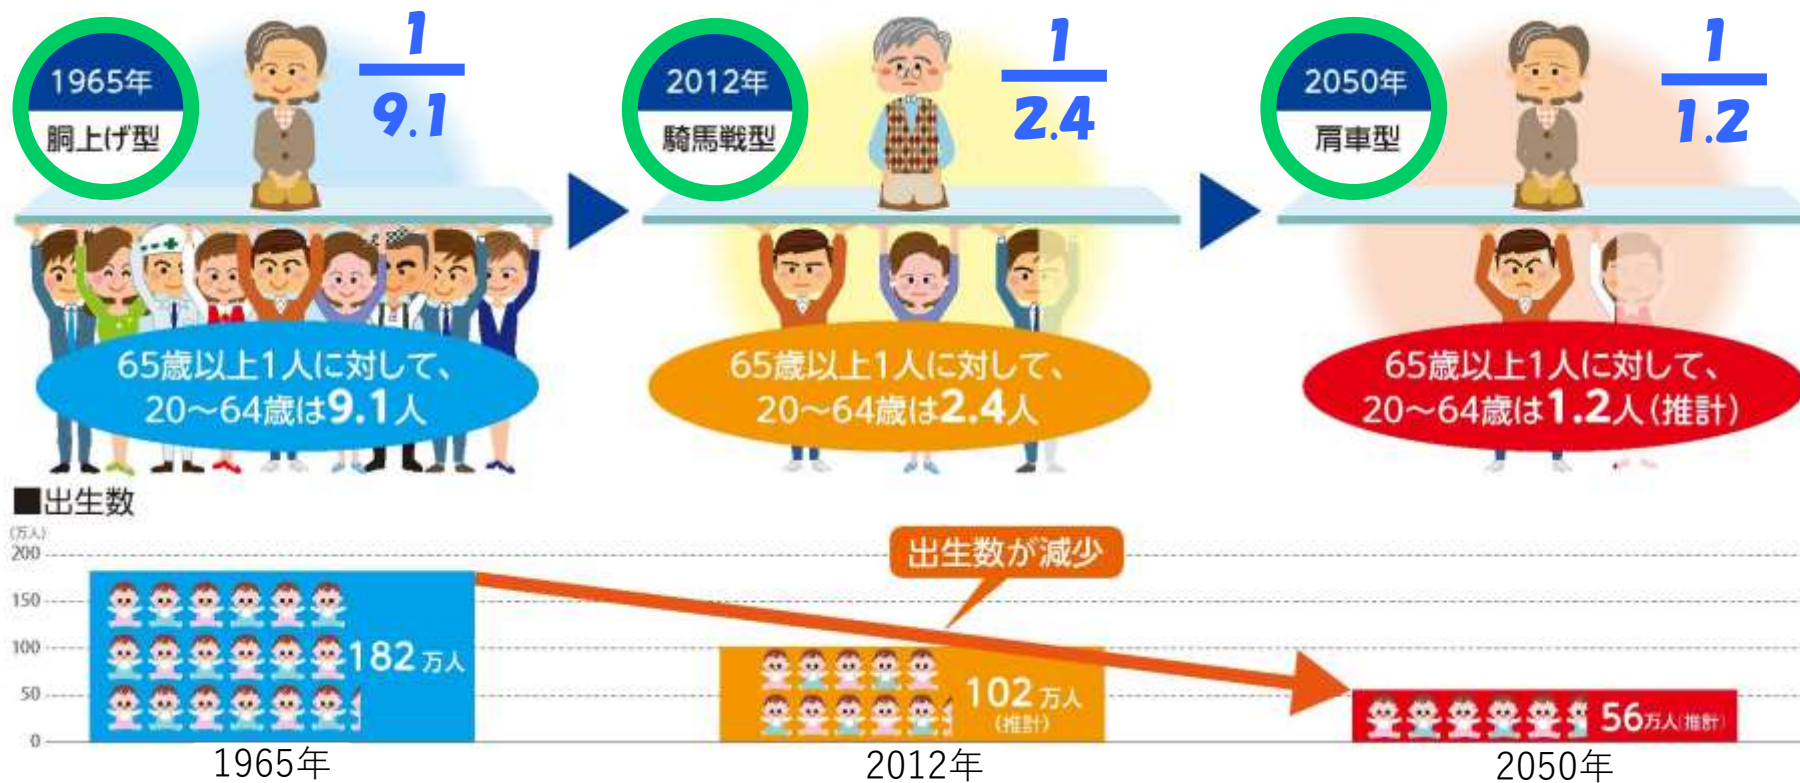 1965年
胴上げ型
1
9.1
2012年
騎馬戦型
1
2.4
2050年
肩車型
1
1.2
65歳以上1人に対して、
20～64歳は9.1人
65歳以上1人に対して、
20～64歳は2.4人
65歳以上1人に対して、
20～64歳は1.2人(推計)
■出生数
(万人)
200
150
100
50
0
出生数が減少
182万人
102万人
(推計)
56万人(推計)
1965年
2012年
2050年